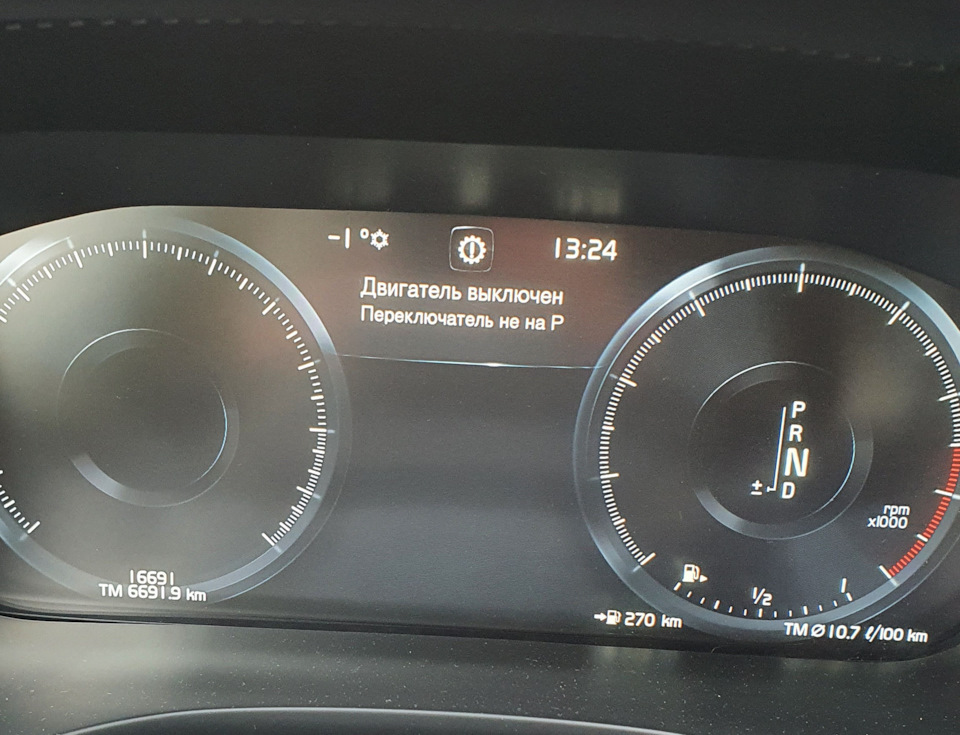 -1° 13:24
Двигатель выключен
Переключатель не на P
P
R
N
± D
rpm
x1000
16691
TM 6691.9 km
1/2 1
270 km
TM Ø 10.7 ℓ/100 km